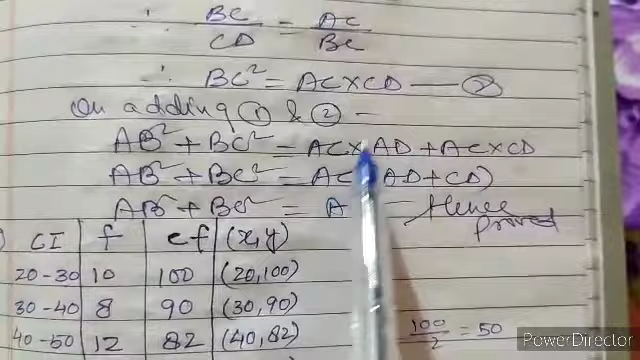 ∴ BC/CD = AC/BC
∴ BC² = AC×CD — ②
On adding ① & ② –
AB² + BC² = AC×AD + AC×CD
AB² + BC² = AC AD + CD)
AB² + BC² = A — Hence proved
CI f cf (x,y)
20-30 10 100 (20,100)
30-40 8 90 (30,90)
40-50 12 82 (40,82)
100/2 = 50
PowerDirector